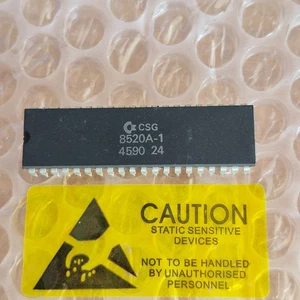 CSG
8520A-1
4590 24
CAUTION
STATIC SENSITIVE
DEVICES
NOT TO BE HANDLED
BY UNAUTHORISED
PERSONNEL